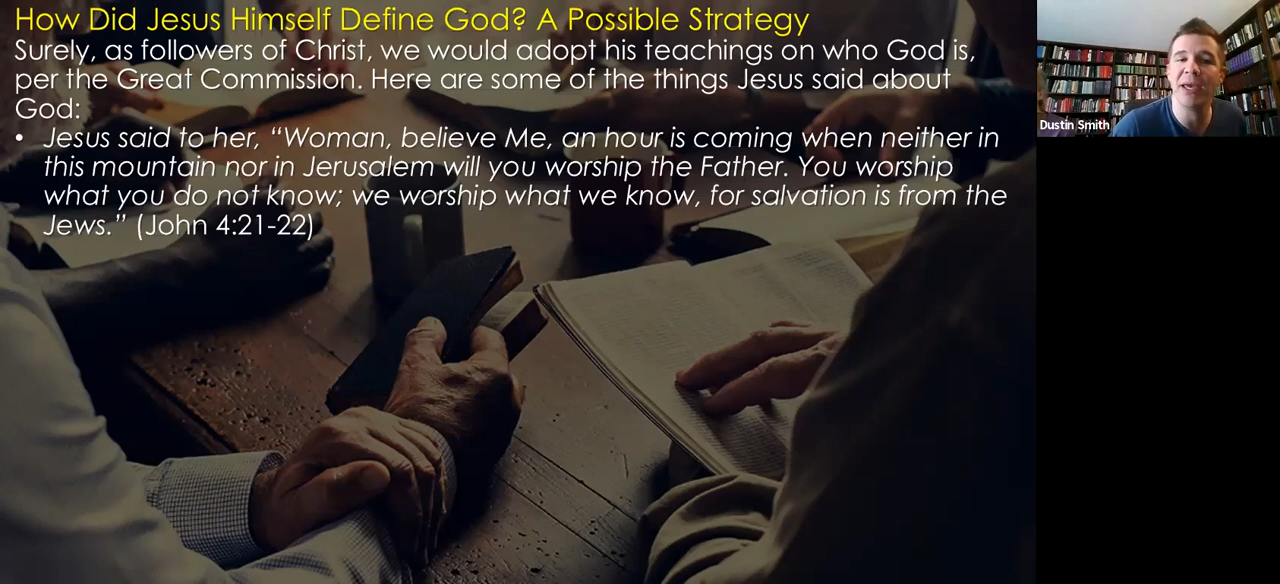 How Did Jesus Himself Define God? A Possible Strategy
Surely, as followers of Christ, we would adopt his teachings on who God is,
per the Great Commission. Here are some of the things Jesus said about
God:
• Jesus said to her, “Woman, believe Me, an hour is coming when neither in
this mountain nor in Jerusalem will you worship the Father. You worship
what you do not know; we worship what we know, for salvation is from the
Jews.” (John 4:21-22)
Dustin Smith